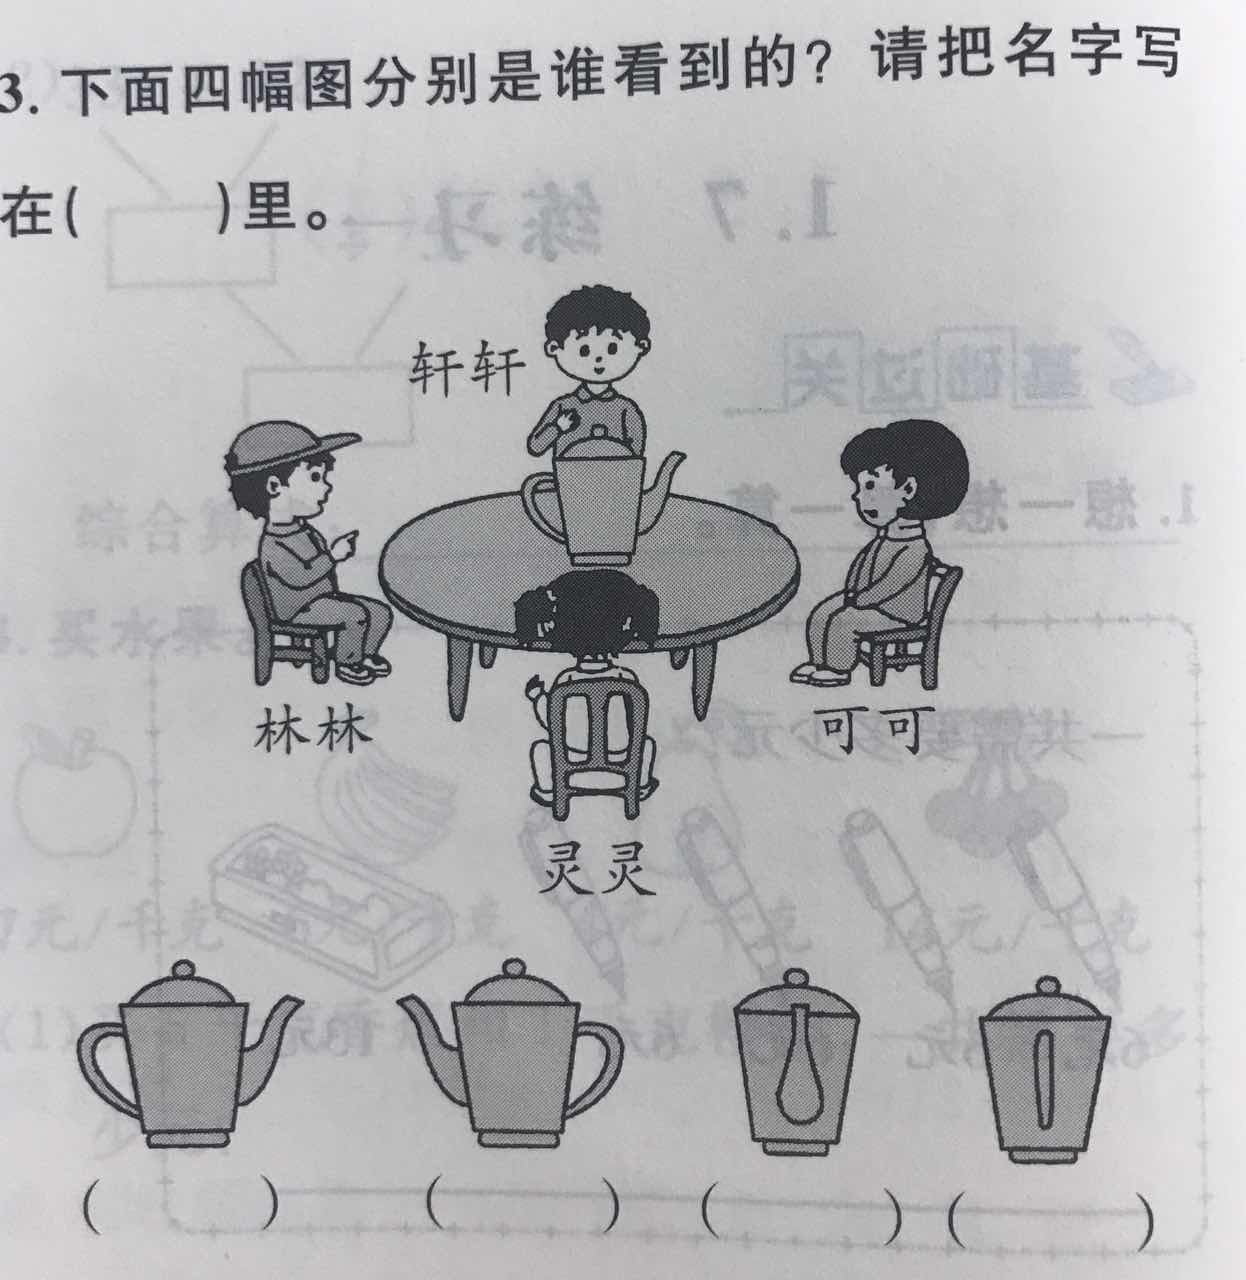 3. 下面四幅图分别是谁看到的？请把名字写
在(　　)里。
轩轩
林林
可可
灵灵
(　　) (　　) (　　) (　　)